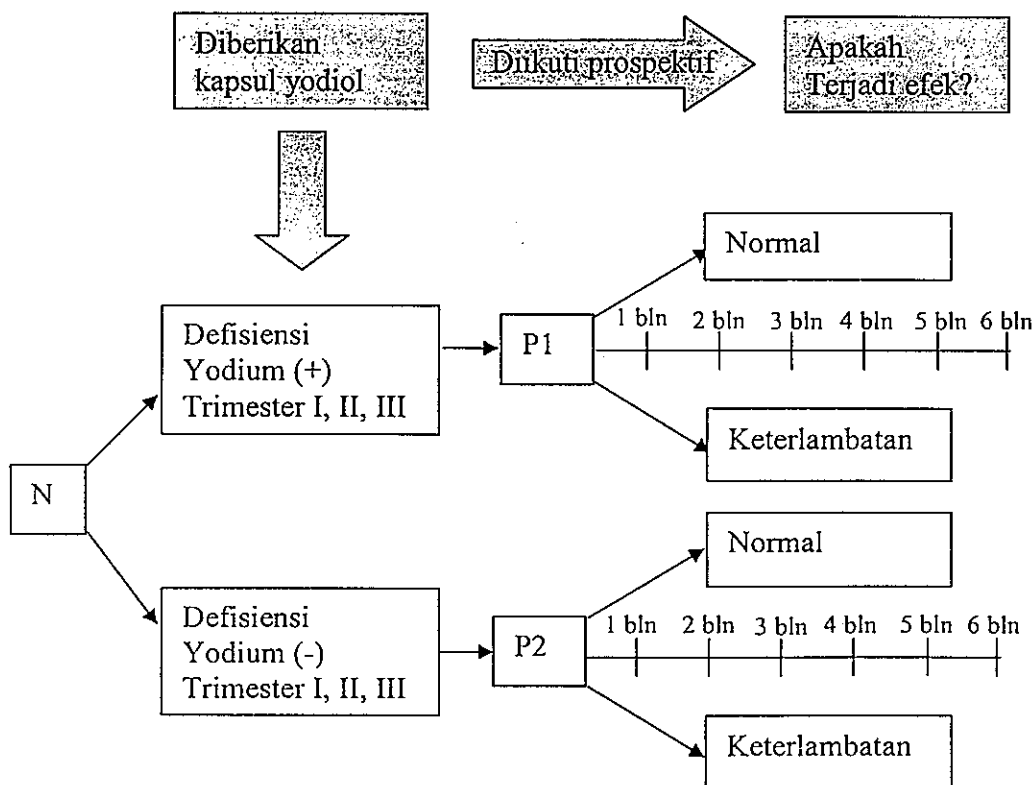 Diberikan
kapsul yodiol
Diikuti prospektif
Apakah
Terjadi efek?
Normal
Defisiensi
Yodium (+)
Trimester I, II, III
P1
1 bln 2 bln 3 bln 4 bln 5 bln 6 bln
Keterlambatan
N
Normal
Defisiensi
Yodium (-)
Trimester I, II, III
P2
1 bln 2 bln 3 bln 4 bln 5 bln 6 bln
Keterlambatan